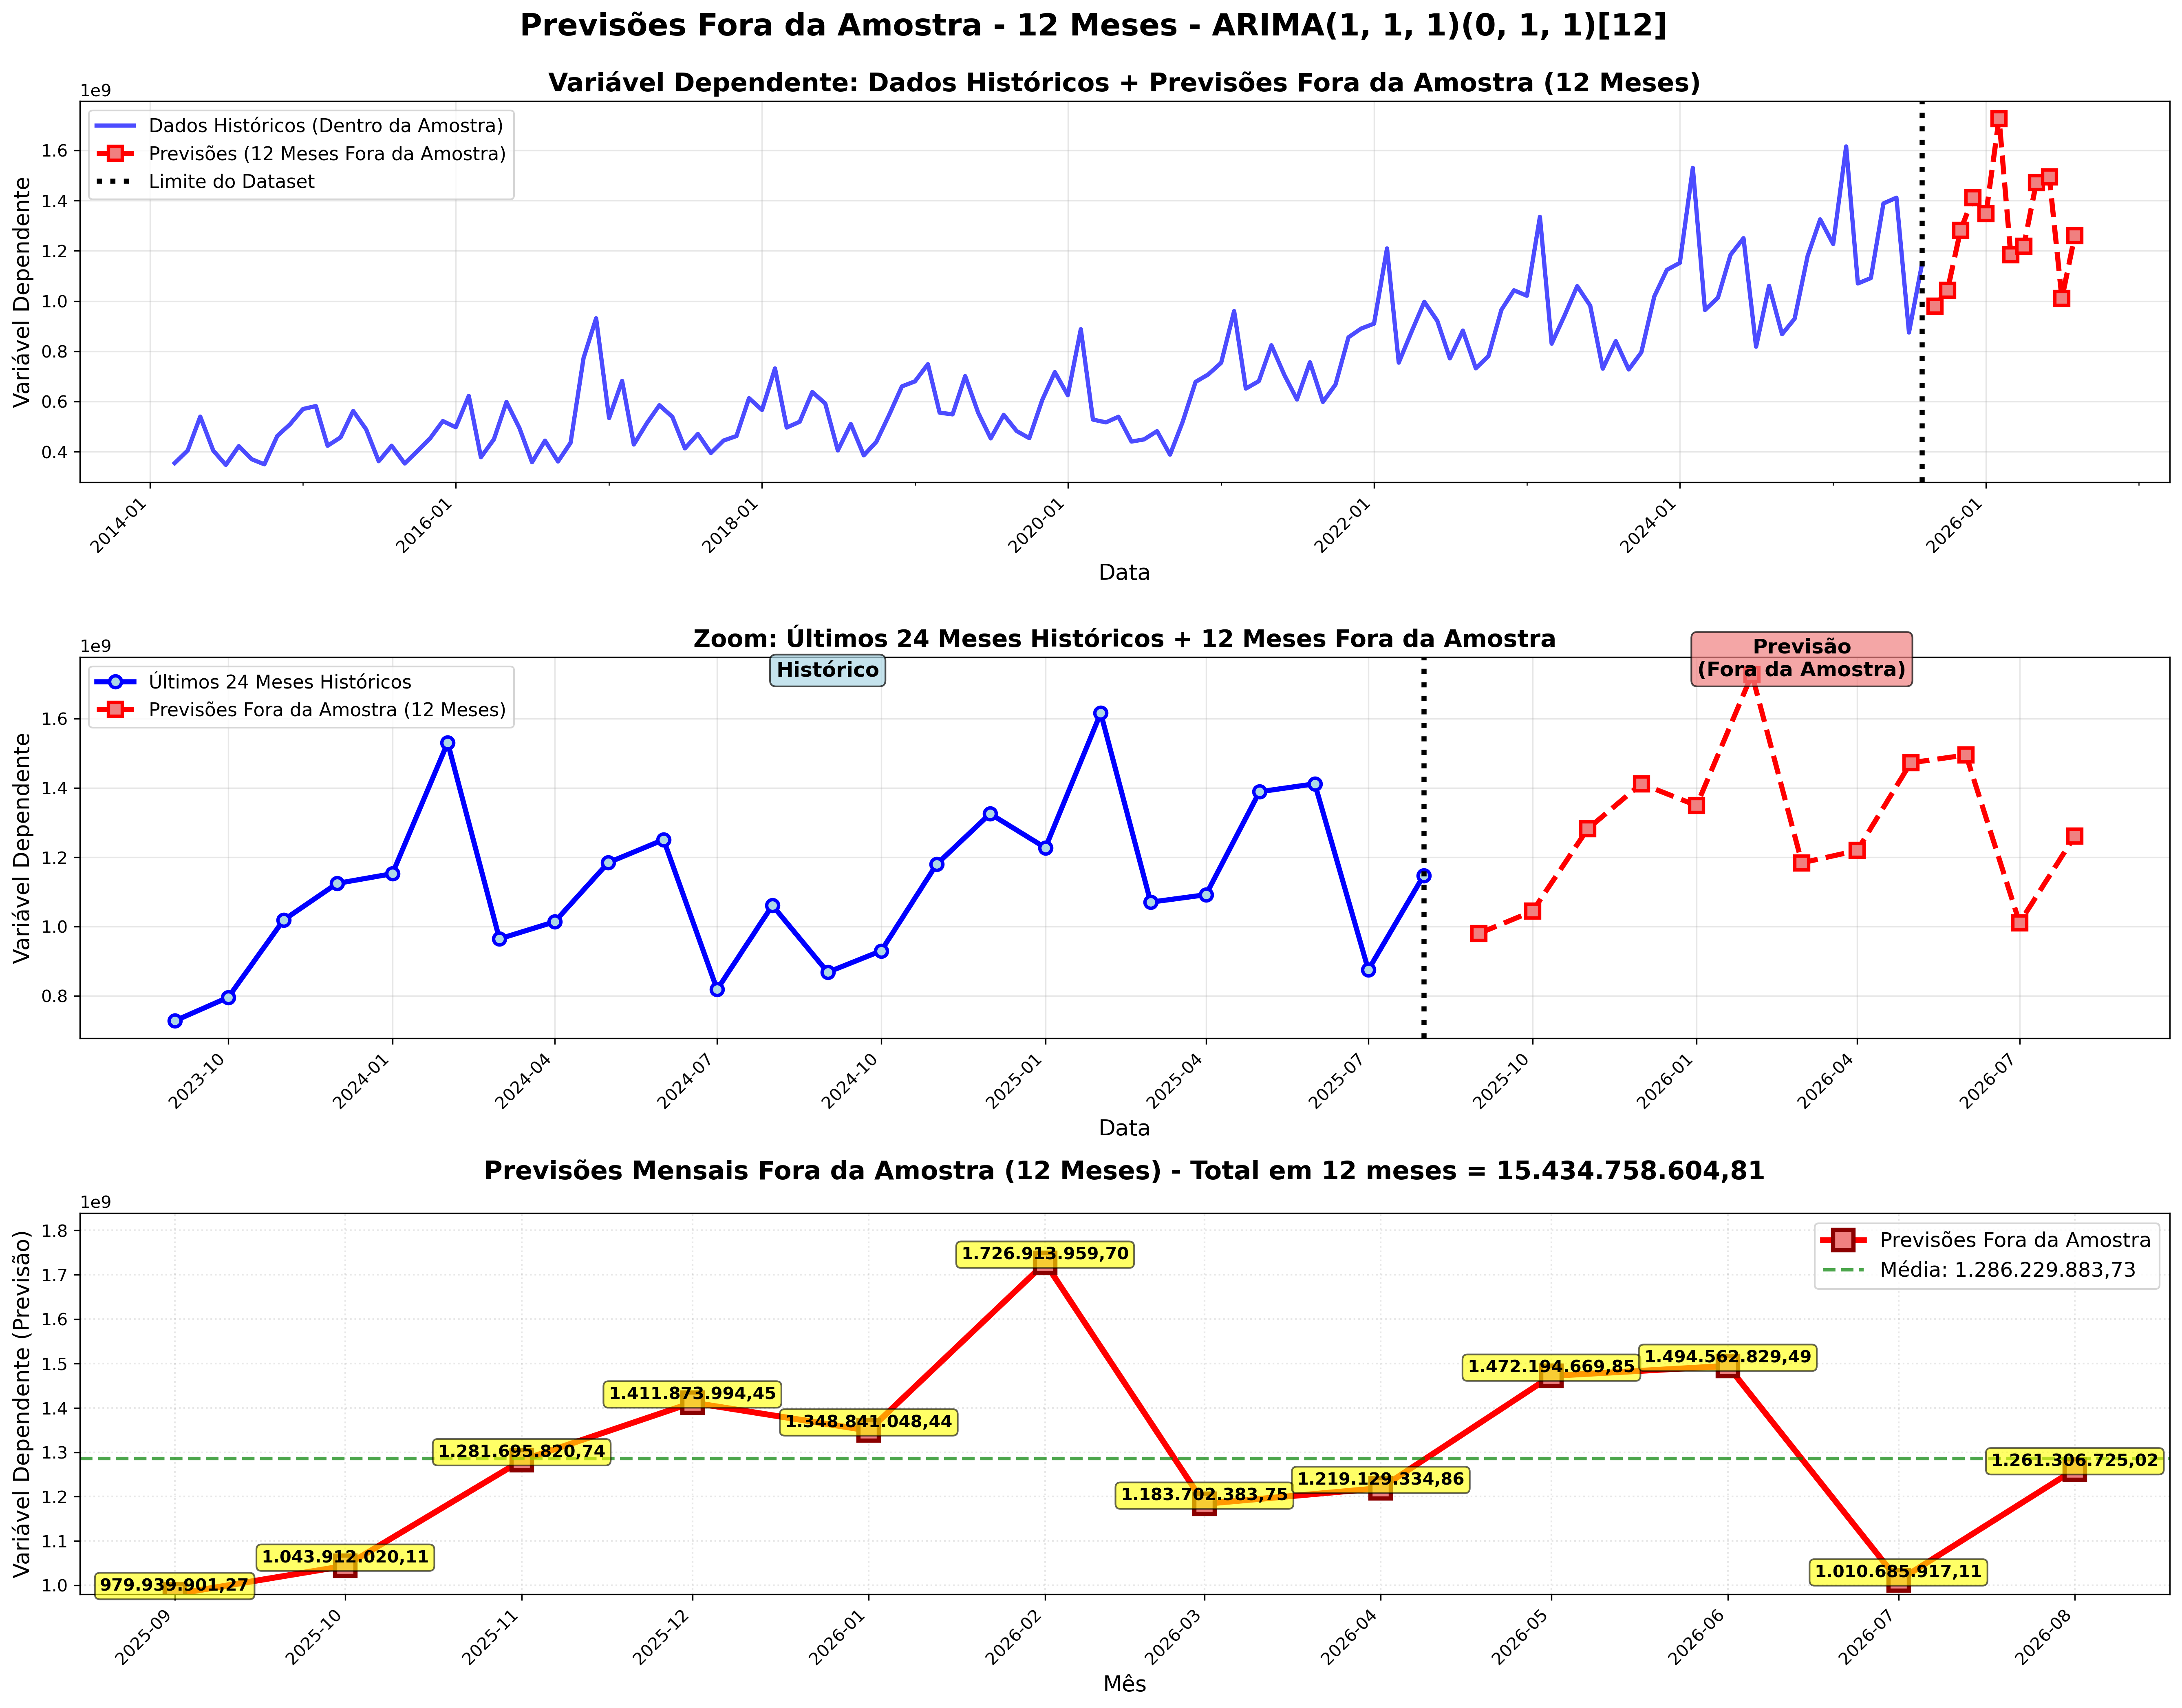 Previsões Fora da Amostra - 12 Meses - ARIMA(1, 1, 1)(0, 1, 1)[12]
Variável Dependente: Dados Históricos + Previsões Fora da Amostra (12 Meses)
1e9
Dados Históricos (Dentro da Amostra)
Previsões (12 Meses Fora da Amostra)
Limite do Dataset
Variável Dependente
1.6
1.4
1.2
1.0
0.8
0.6
0.4
2014-01
2016-01
2018-01
2020-01
2022-01
2024-01
2026-01
Data
Zoom: Últimos 24 Meses Históricos + 12 Meses Fora da Amostra
1e9
Histórico
Previsão
(Fora da Amostra)
Últimos 24 Meses Históricos
Previsões Fora da Amostra (12 Meses)
Variável Dependente
1.6
1.4
1.2
1.0
0.8
2023-10
2024-01
2024-04
2024-07
2024-10
2025-01
2025-04
2025-07
2025-10
2026-01
2026-04
2026-07
Data
Previsões Mensais Fora da Amostra (12 Meses) - Total em 12 meses = 15.434.758.604,81
1e9
Previsões Fora da Amostra
Média: 1.286.229.883,73
Variável Dependente (Previsão)
1.8
1.7
1.6
1.5
1.4
1.3
1.2
1.1
1.0
979.939.901,27
1.043.912.020,11
1.281.695.820,74
1.411.873.994,45
1.348.841.048,44
1.726.913.959,70
1.183.702.383,75
1.219.129.334,86
1.472.194.669,85
1.494.562.829,49
1.010.685.917,11
1.261.306.725,02
2025-09
2025-10
2025-11
2025-12
2026-01
2026-02
2026-03
2026-04
2026-05
2026-06
2026-07
2026-08
Mês